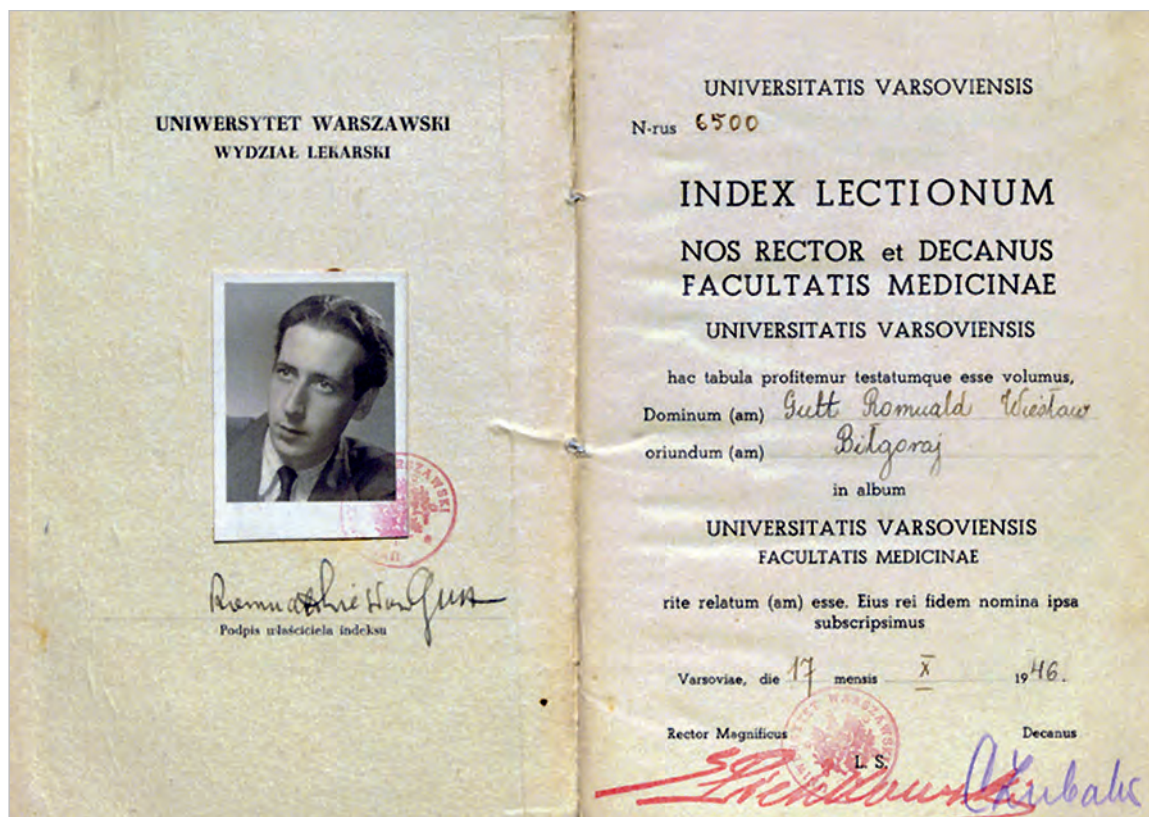 UNIWERSYTET WARSZAWSKI
WYDZIAŁ LEKARSKI
WARSZAWSKI
Podpis właściciela indeksu
UNIVERSITATIS VARSOVIENSIS
N-rus 6500
INDEX LECTIONUM
NOS RECTOR et DECANUS
FACULTATIS MEDICINAE
UNIVERSITATIS VARSOVIENSIS
hac tabula profitemur testatumque esse volumus,
Dominum (am) Gutt Romuald Wiesław
oriundum (am) Biłgoraj
in album
UNIVERSITATIS VARSOVIENSIS
FACULTATIS MEDICINAE
rite relatum (am) esse. Eius rei fidem nomina ipsa
subscripsimus
Varsoviae, die 17 mensis X 1946.
Rector Magnificus Decanus
L. S.